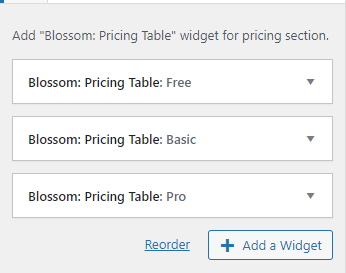 Add "Blossom: Pricing Table" widget for pricing section.
Blossom: Pricing Table: Free
Blossom: Pricing Table: Basic
Blossom: Pricing Table: Pro
Reorder
Add a Widget